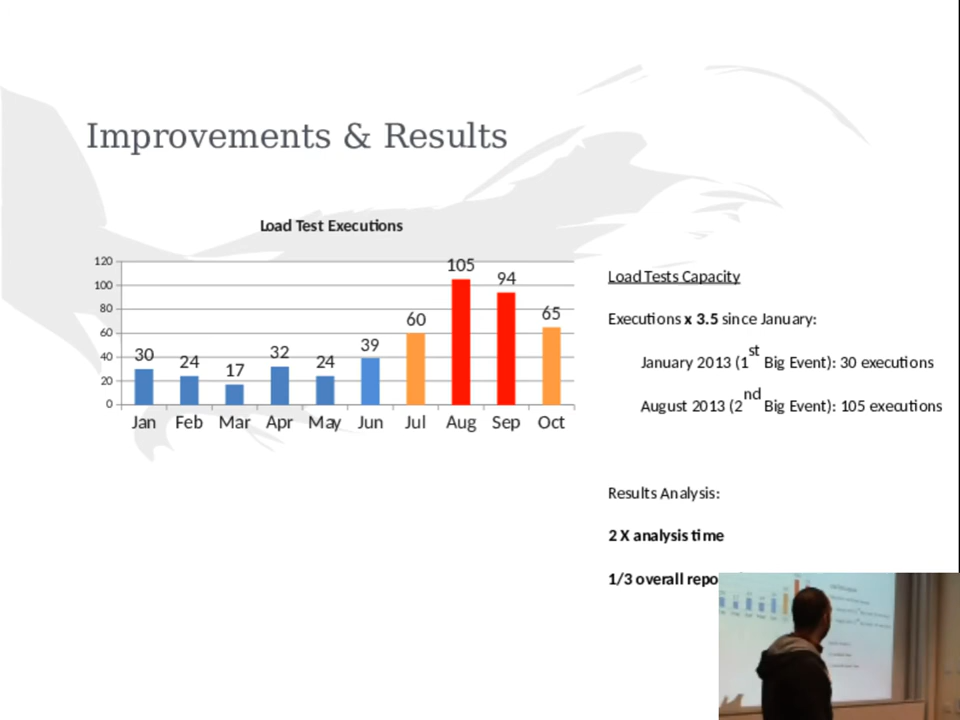 Improvements & Results
Load Test Executions
120
100
80
60
40
20
0
30
24
17
32
24
39
60
105
94
65
Jan Feb Mar Apr May Jun Jul Aug Sep Oct
Load Tests Capacity
Executions x 3.5 since January:
January 2013 (1st Big Event): 30 executions
August 2013 (2nd Big Event): 105 executions
Results Analysis:
2 X analysis time
1/3 overall